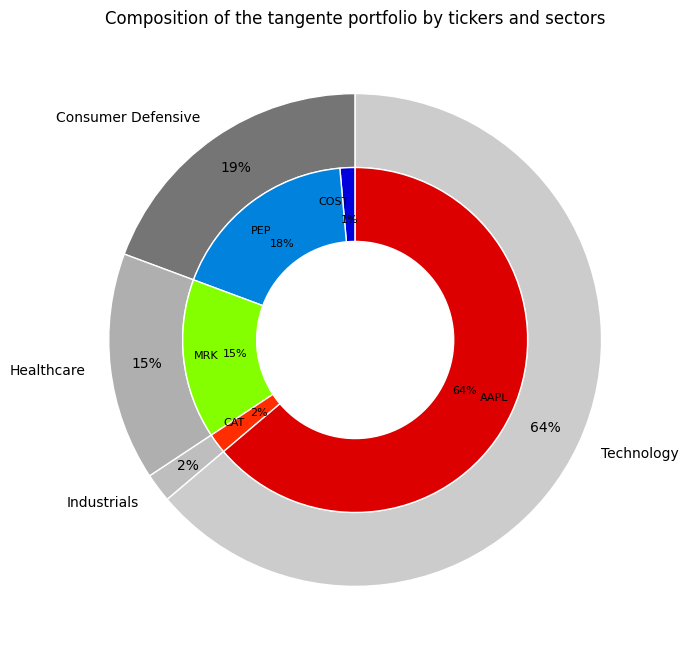 Composition of the tangente portfolio by tickers and sectors
Consumer Defensive
19%
COST
1%
PEP
18%
MRK
15%
15%
Healthcare
64%
AAPL
2%
CAT
64%
Technology
2%
Industrials